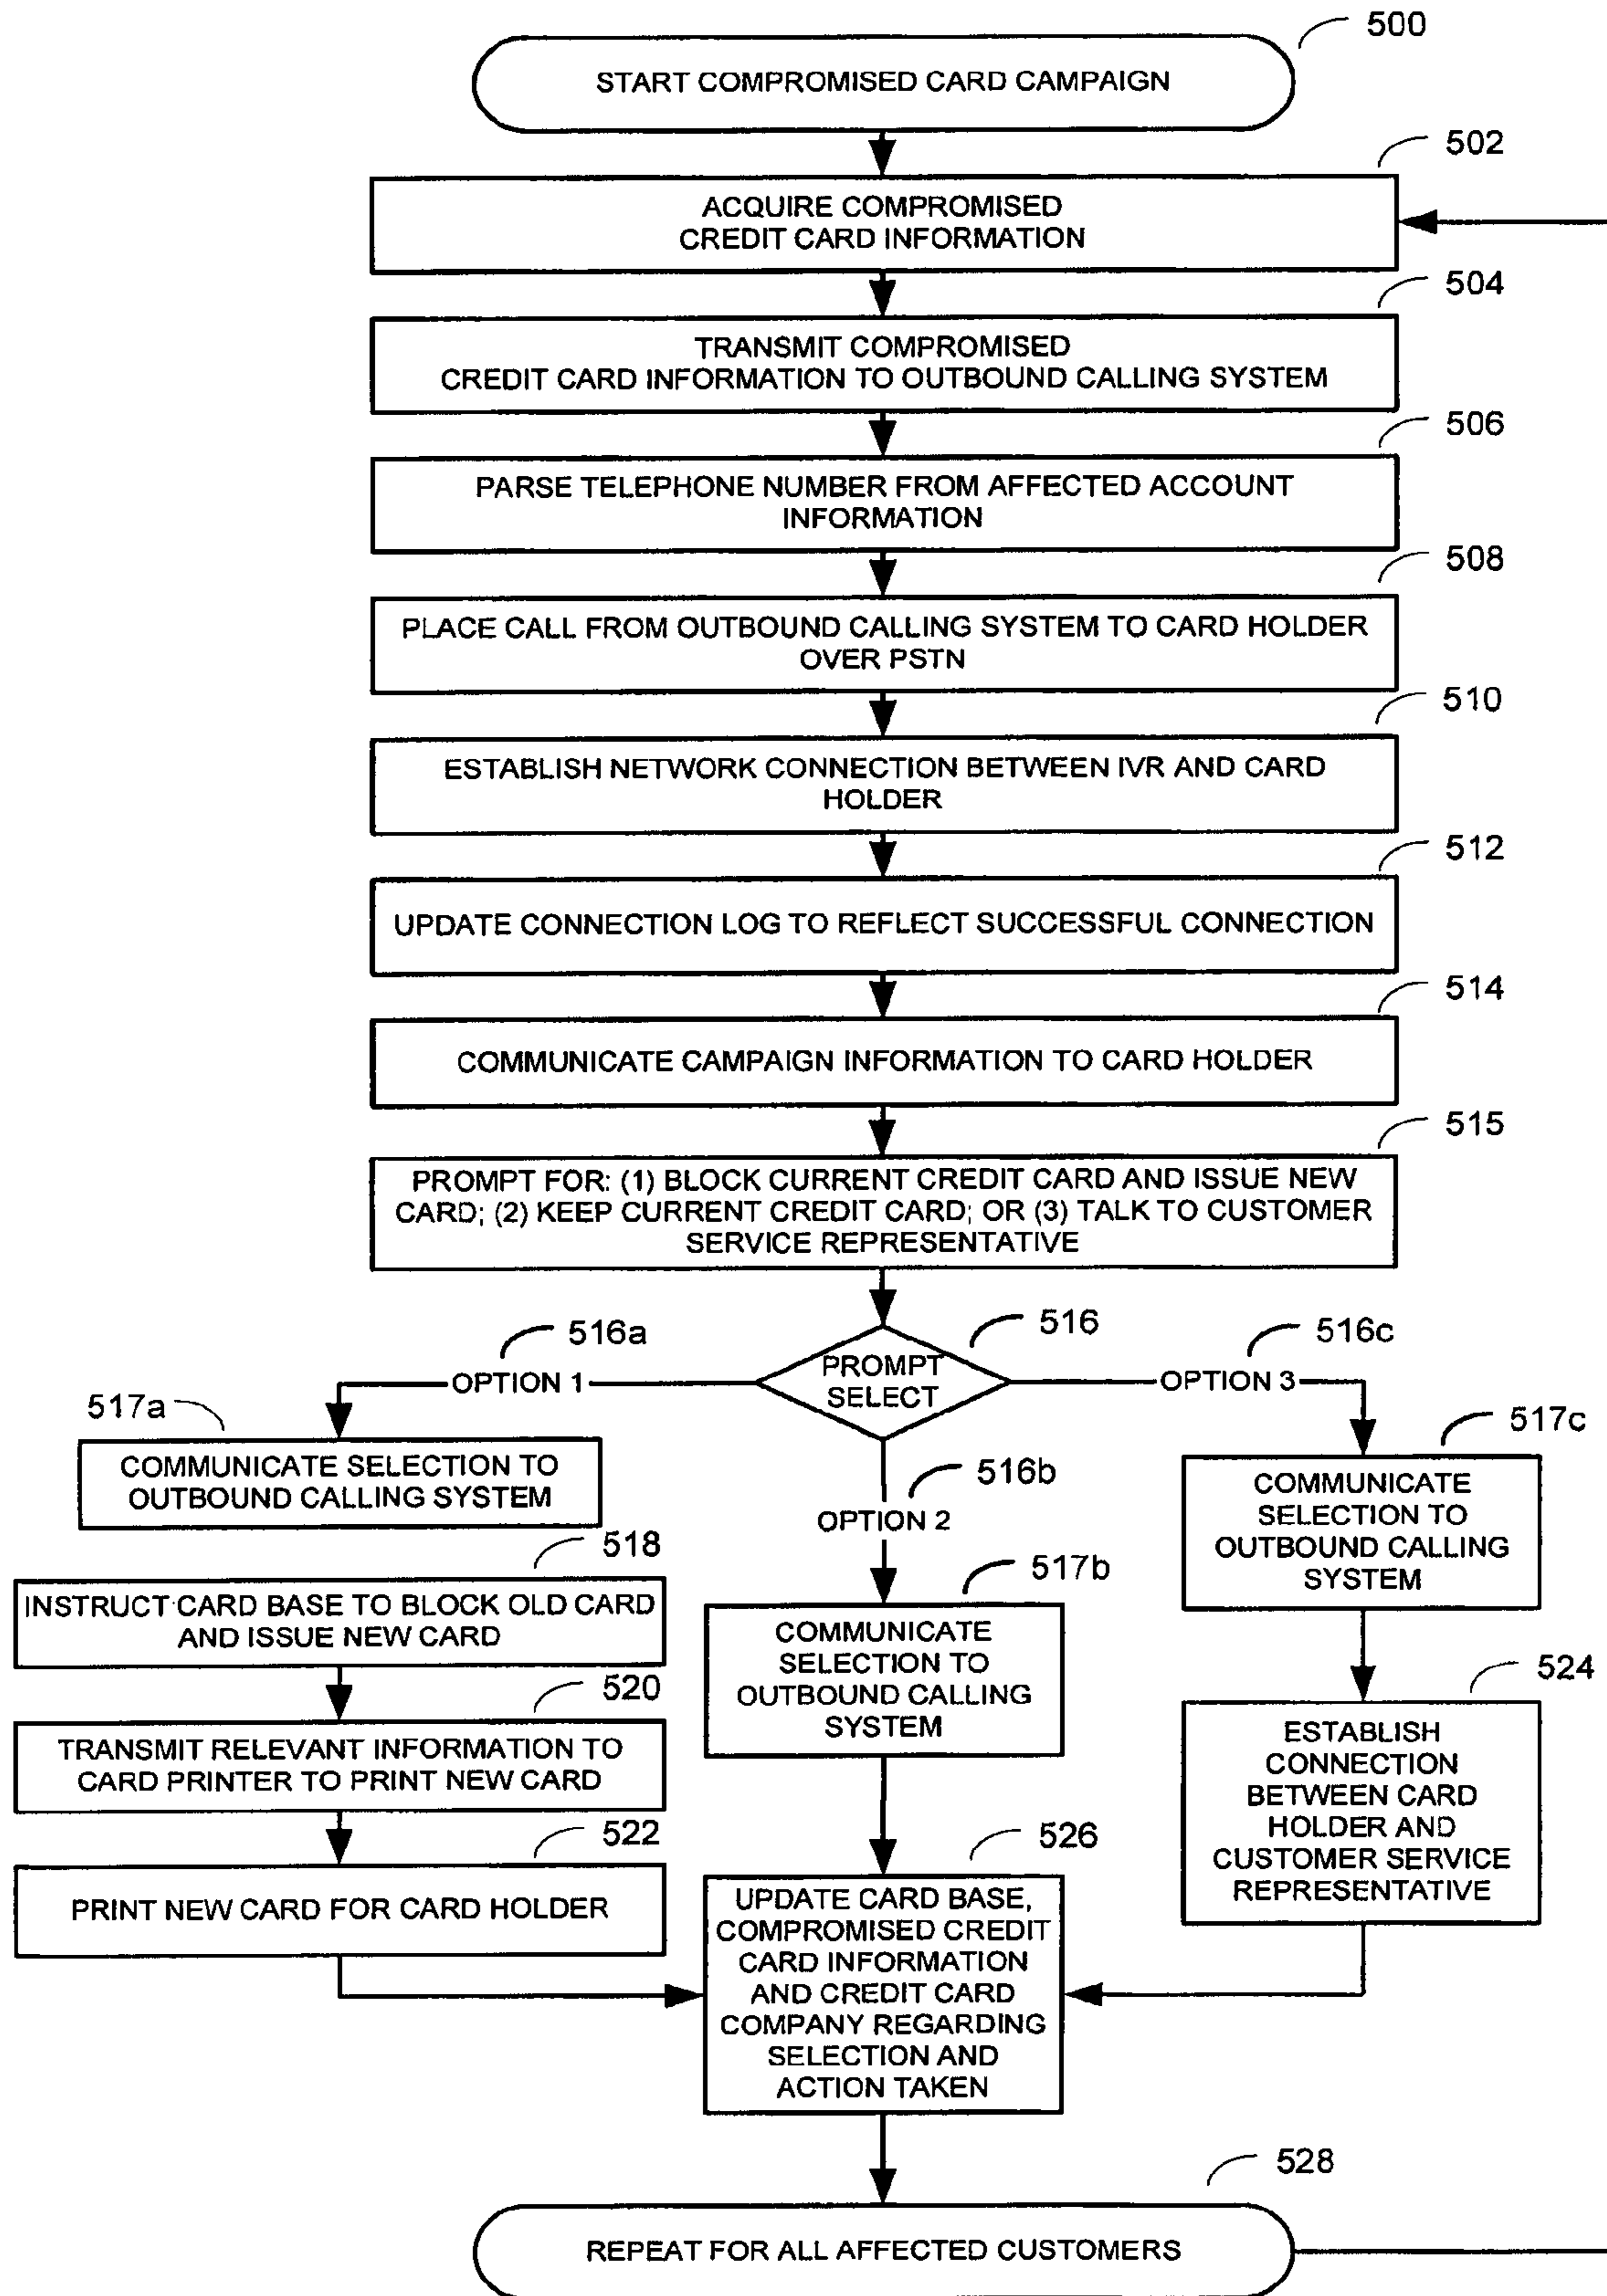 500
START COMPROMISED CARD CAMPAIGN
502
ACQUIRE COMPROMISED
CREDIT CARD INFORMATION
504
TRANSMIT COMPROMISED
CREDIT CARD INFORMATION TO OUTBOUND CALLING SYSTEM
506
PARSE TELEPHONE NUMBER FROM AFFECTED ACCOUNT
INFORMATION
508
PLACE CALL FROM OUTBOUND CALLING SYSTEM TO CARD HOLDER
OVER PSTN
510
ESTABLISH NETWORK CONNECTION BETWEEN IVR AND CARD
HOLDER
512
UPDATE CONNECTION LOG TO REFLECT SUCCESSFUL CONNECTION
514
COMMUNICATE CAMPAIGN INFORMATION TO CARD HOLDER
515
PROMPT FOR: (1) BLOCK CURRENT CREDIT CARD AND ISSUE NEW
CARD; (2) KEEP CURRENT CREDIT CARD; OR (3) TALK TO CUSTOMER
SERVICE REPRESENTATIVE
516
PROMPT
SELECT
516a
OPTION 1
517a
COMMUNICATE SELECTION TO
OUTBOUND CALLING SYSTEM
518
INSTRUCT CARD BASE TO BLOCK OLD CARD
AND ISSUE NEW CARD
520
TRANSMIT RELEVANT INFORMATION TO
CARD PRINTER TO PRINT NEW CARD
522
PRINT NEW CARD FOR CARD HOLDER
516b
OPTION 2
517b
COMMUNICATE
SELECTION TO
OUTBOUND CALLING
SYSTEM
516c
OPTION 3
517c
COMMUNICATE
SELECTION TO
OUTBOUND CALLING
SYSTEM
524
ESTABLISH
CONNECTION
BETWEEN CARD
HOLDER AND
CUSTOMER SERVICE
REPRESENTATIVE
526
UPDATE CARD BASE,
COMPROMISED CREDIT
CARD INFORMATION
AND CREDIT CARD
COMPANY REGARDING
SELECTION AND
ACTION TAKEN
528
REPEAT FOR ALL AFFECTED CUSTOMERS